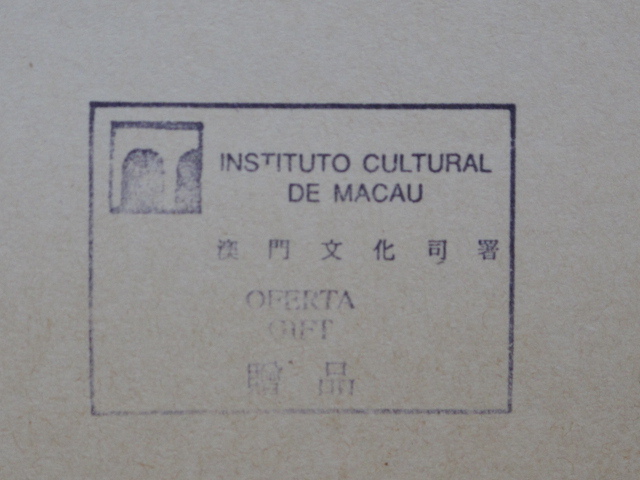 INSTITUTO CULTURAL
DE MACAU
澳門文化司署
OFERTA
GIFT
贈品